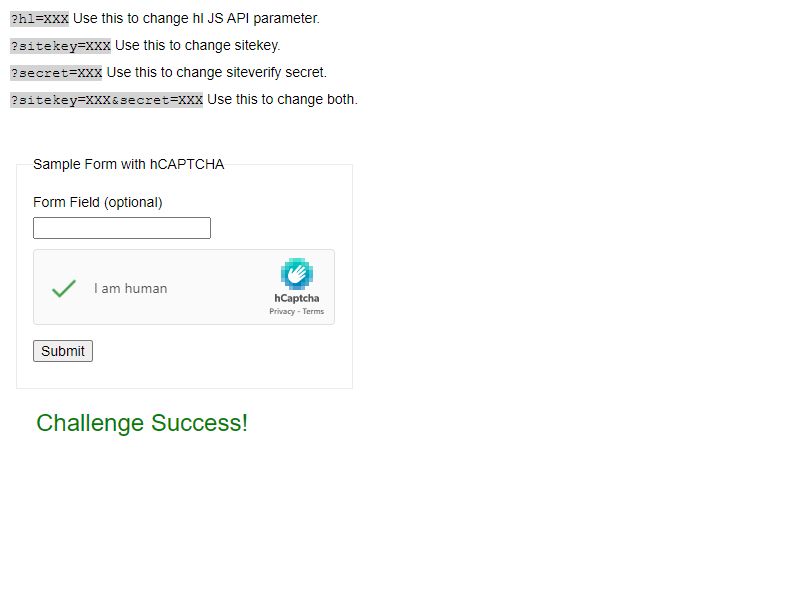 ?hl=XXX Use this to change hl JS API parameter.
?sitekey=XXX Use this to change sitekey.
?secret=XXX Use this to change siteverify secret.
?sitekey=XXX&secret=XXX Use this to change both.
Sample Form with hCAPTCHA
Form Field (optional)
I am human
hCaptcha
Privacy - Terms
Submit
Challenge Success!